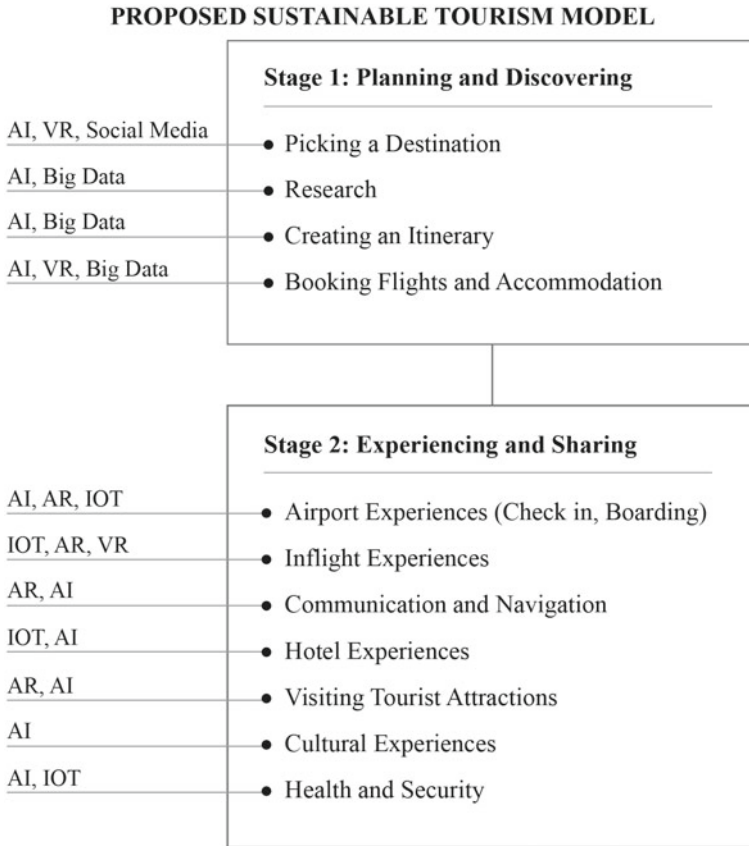 PROPOSED SUSTAINABLE TOURISM MODEL
Stage 1: Planning and Discovering
AI, VR, Social Media
Picking a Destination
AI, Big Data
Research
AI, Big Data
Creating an Itinerary
AI, VR, Big Data
Booking Flights and Accommodation
Stage 2: Experiencing and Sharing
AI, AR, IOT
Airport Experiences (Check in, Boarding)
IOT, AR, VR
Inflight Experiences
AR, AI
Communication and Navigation
IOT, AI
Hotel Experiences
AR, AI
Visiting Tourist Attractions
AI
Cultural Experiences
AI, IOT
Health and Security